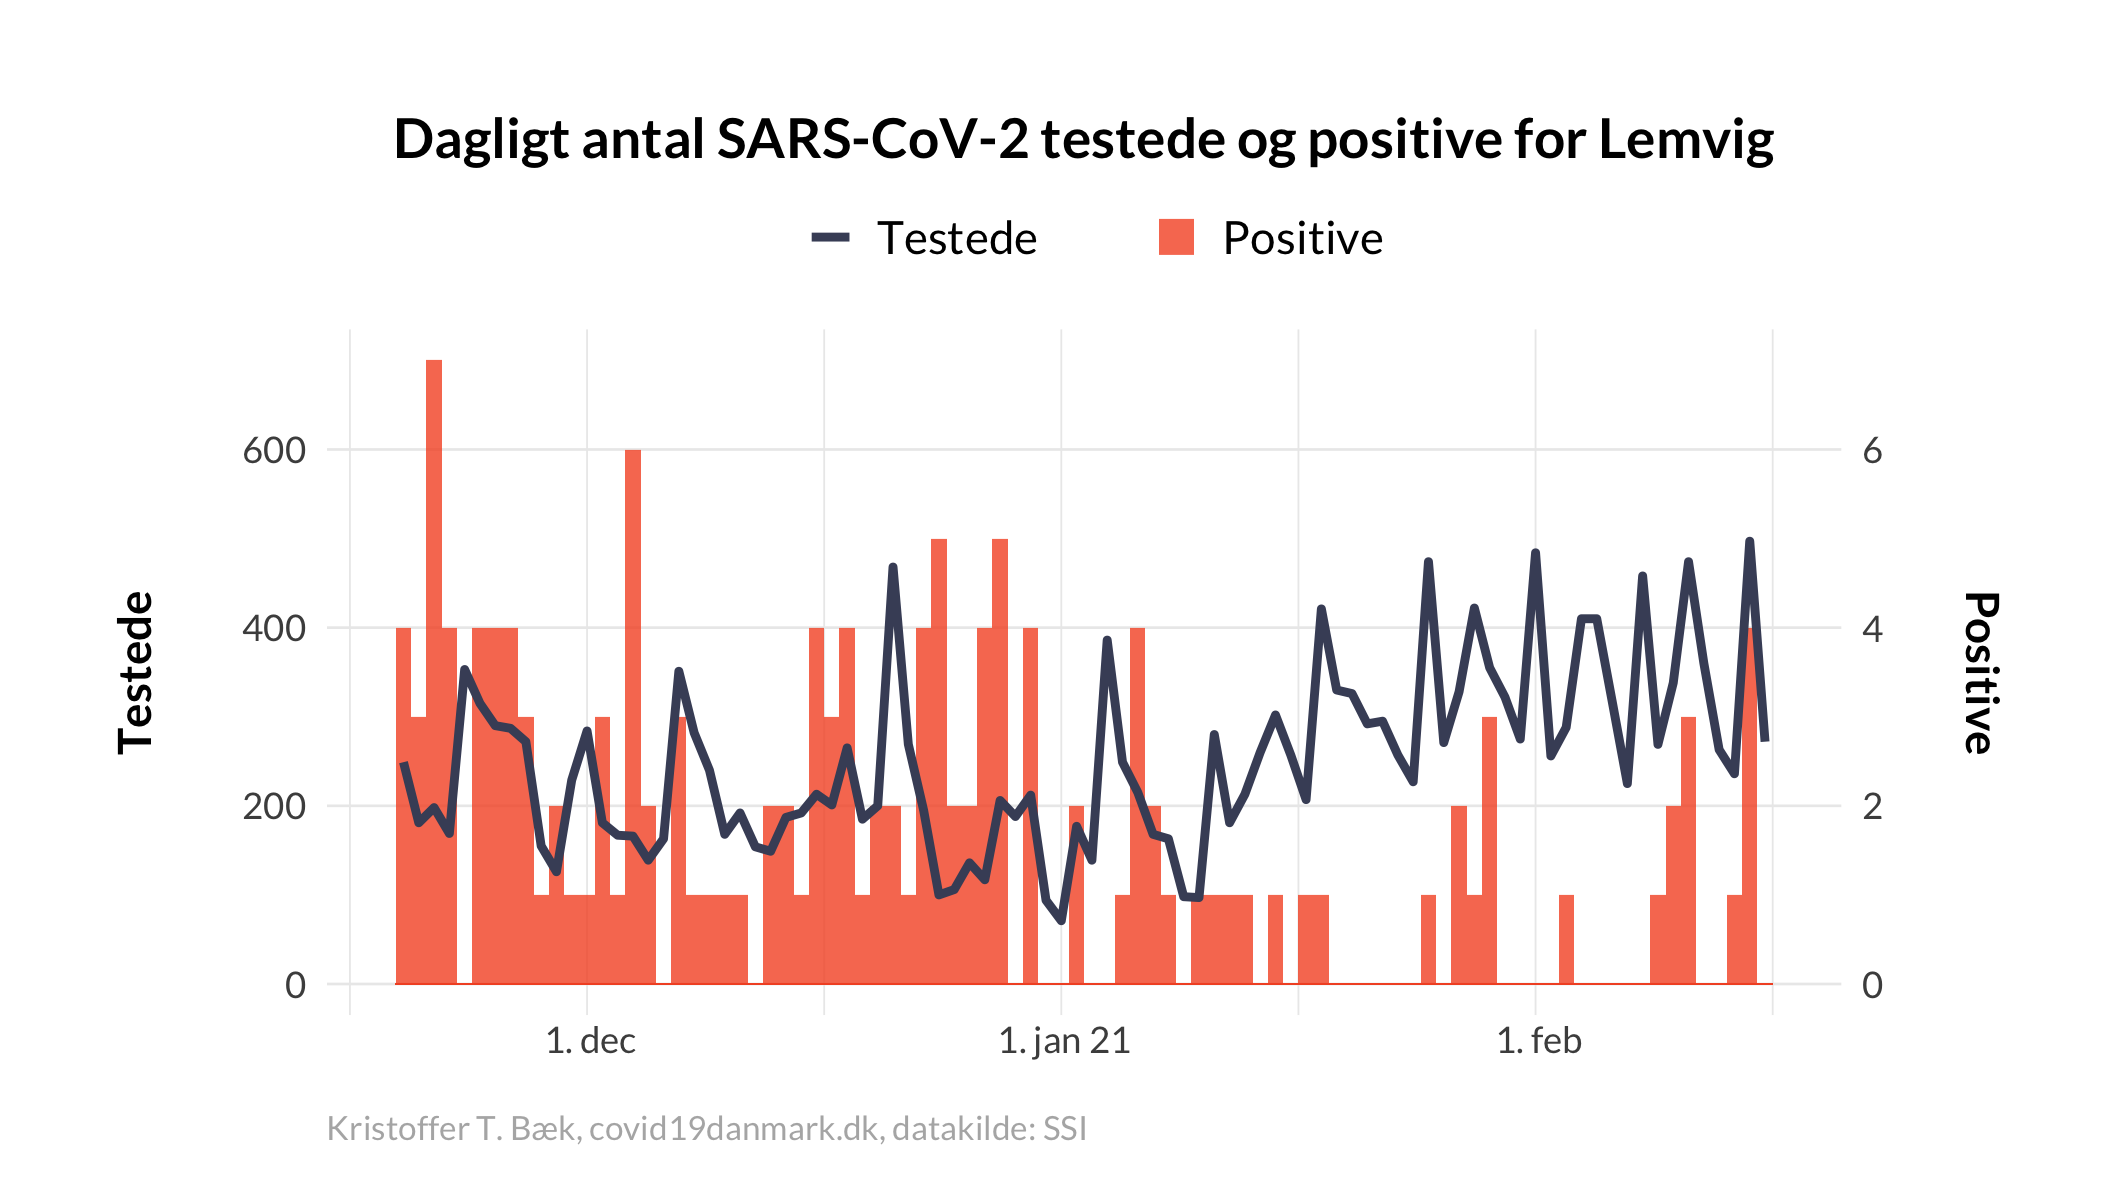 Dagligt antal SARS-CoV-2 testede og positive for Lemvig
Testede
Positive
600
400
200
0
6
4
2
0
Testede
Positive
1. dec
1. jan 21
1. feb
Kristoffer T. Bæk, covid19danmark.dk, datakilde: SSI